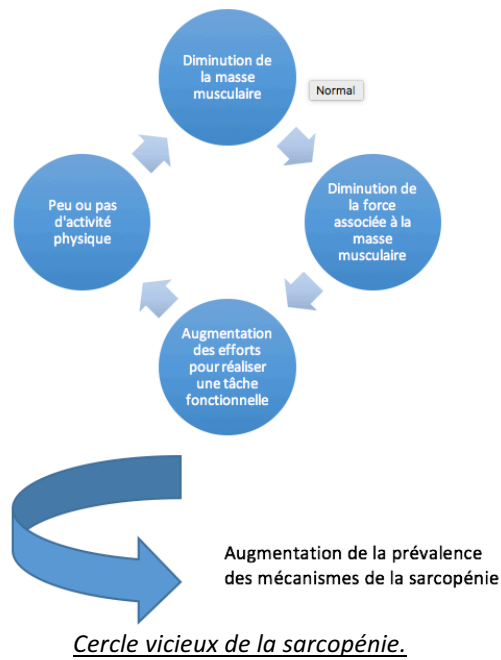 Diminution de
la masse
musculaire
Normal
Diminution de
la force
associée à la
masse
musculaire
Augmentation
des efforts
pour réaliser
une tâche
fonctionnelle
Peu ou pas
d'activité
physique
Augmentation de la prévalence
des mécanismes de la sarcopénie
Cercle vicieux de la sarcopénie.